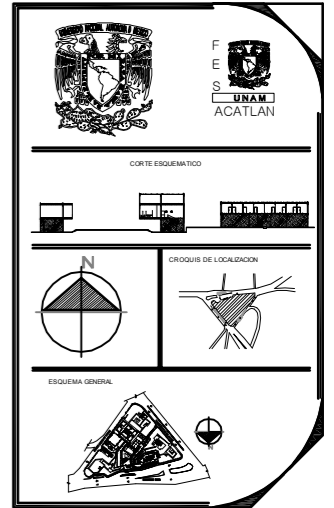 F
E
S
UNAM
ACATLAN
CORTE ESQUEMATICO
N
CROQUIS DE LOCALIZACION
ESQUEMA GENERAL
N